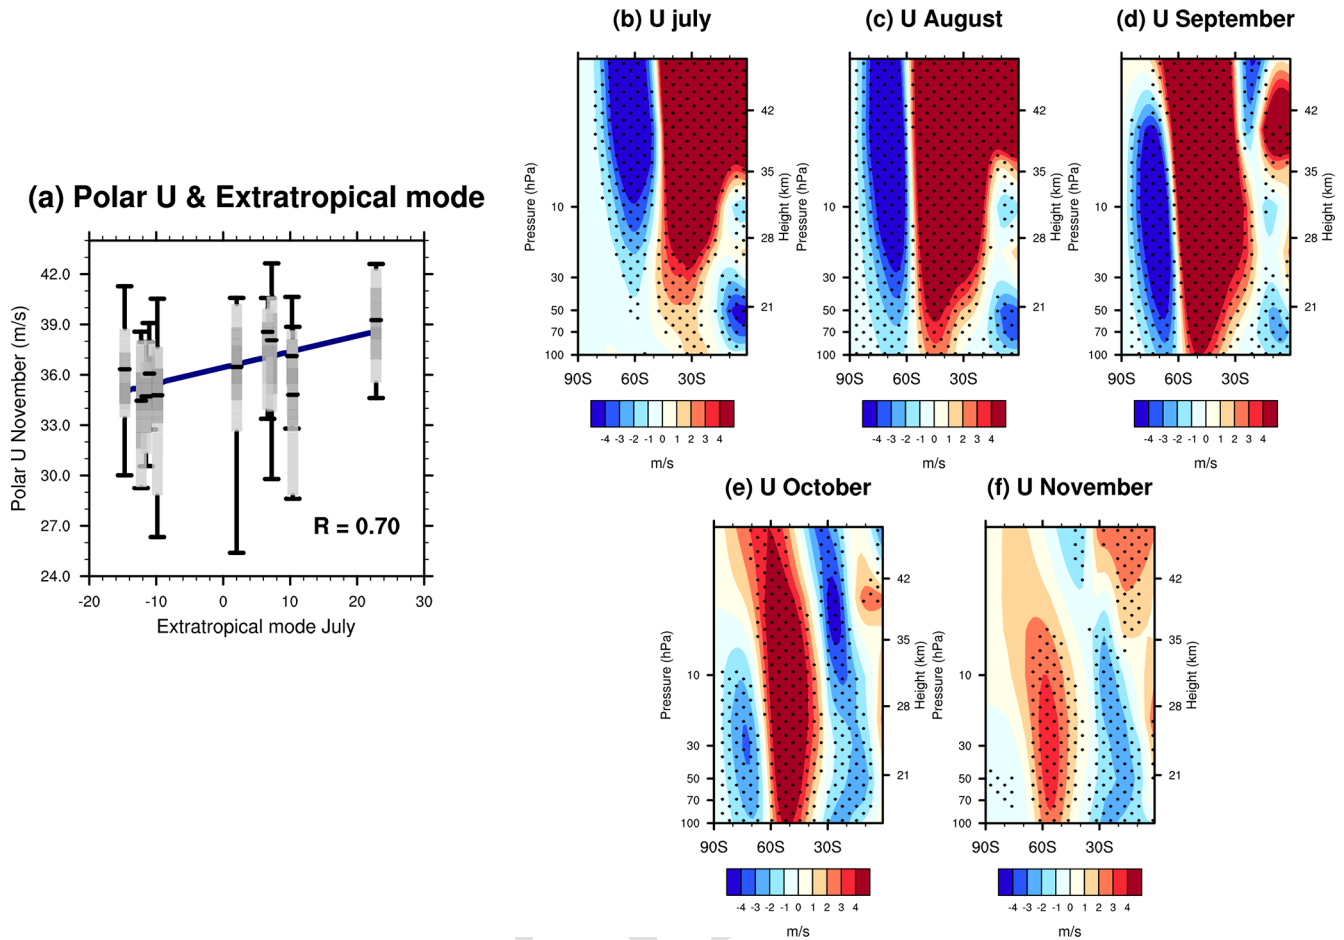 (a) Polar U & Extratropical mode
Polar U November (m/s)
42.0
39.0
36.0
33.0
30.0
27.0
24.0
R = 0.70
-20 -10 0 10 20 30
Extratropical mode July
(b) U july
Pressure (hPa)
10
30
50
70
100
42
35
28
21
Height (km)
90S 60S 30S
-4 -3 -2 -1 0 1 2 3 4
m/s
(c) U August
Pressure (hPa)
10
30
50
70
100
42
35
28
21
Height (km)
90S 60S 30S
-4 -3 -2 -1 0 1 2 3 4
m/s
(d) U September
Pressure (hPa)
10
30
50
70
100
42
35
28
21
Height (km)
90S 60S 30S
-4 -3 -2 -1 0 1 2 3 4
m/s
(e) U October
Pressure (hPa)
10
30
50
70
100
42
35
28
21
Height (km)
90S 60S 30S
-4 -3 -2 -1 0 1 2 3 4
m/s
(f) U November
Pressure (hPa)
10
30
50
70
100
42
35
28
21
Height (km)
90S 60S 30S
-4 -3 -2 -1 0 1 2 3 4
m/s